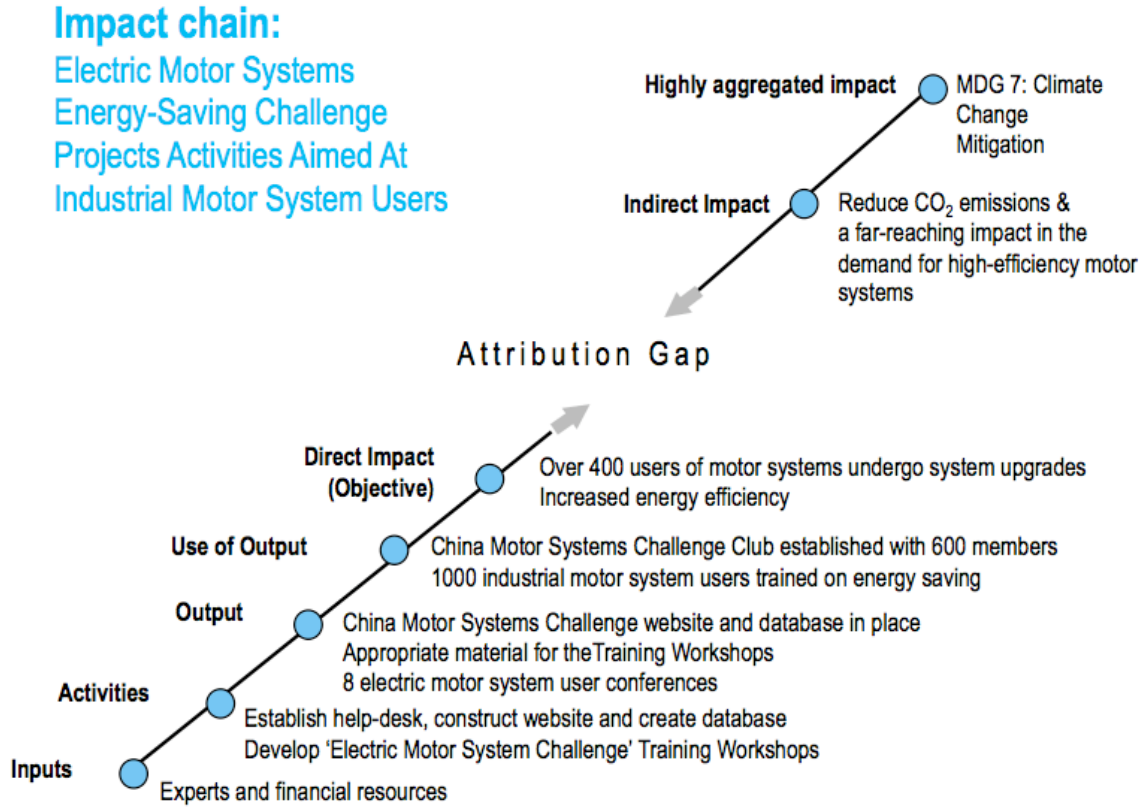 Impact chain:
Electric Motor Systems
Energy-Saving Challenge
Projects Activities Aimed At
Industrial Motor System Users
Highly aggregated impact
MDG 7: Climate
Change
Mitigation
Indirect Impact
Reduce CO₂ emissions &
a far-reaching impact in the
demand for high-efficiency motor
systems
Attribution Gap
Direct Impact
(Objective)
Over 400 users of motor systems undergo system upgrades
Increased energy efficiency
Use of Output
China Motor Systems Challenge Club established with 600 members
1000 industrial motor system users trained on energy saving
Output
China Motor Systems Challenge website and database in place
Appropriate material for theTraining Workshops
8 electric motor system user conferences
Activities
Establish help-desk, construct website and create database
Develop ‘Electric Motor System Challenge’ Training Workshops
Inputs
Experts and financial resources